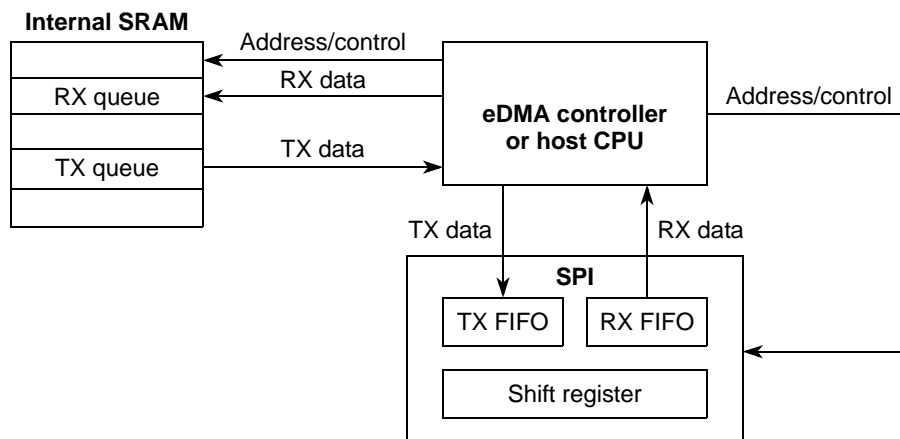 Internal SRAM
Address/control
RX data
RX queue
eDMA controller
or host CPU
Address/control
TX data
TX queue
TX data
RX data
SPI
TX FIFO
RX FIFO
Shift register